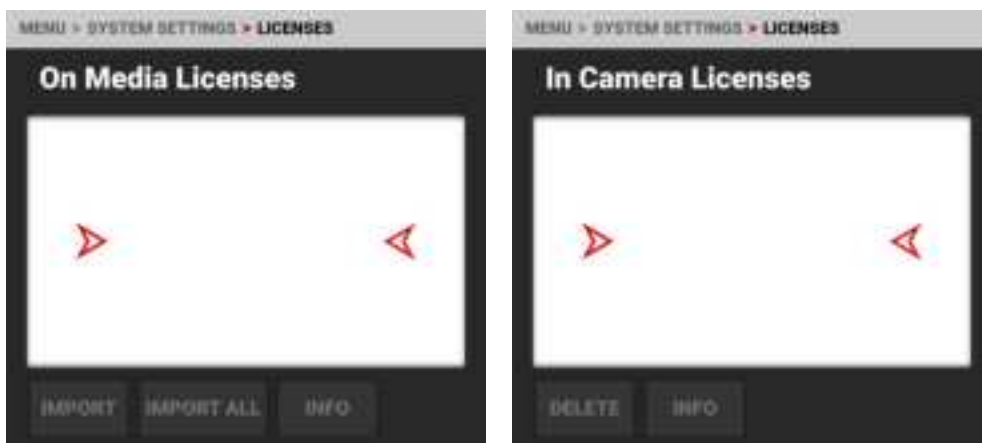 MENU > SYSTEM SETTINGS > LICENSES
On Media Licenses
IMPORT IMPORT ALL INFO
MENU > SYSTEM SETTINGS > LICENSES
In Camera Licenses
DELETE INFO